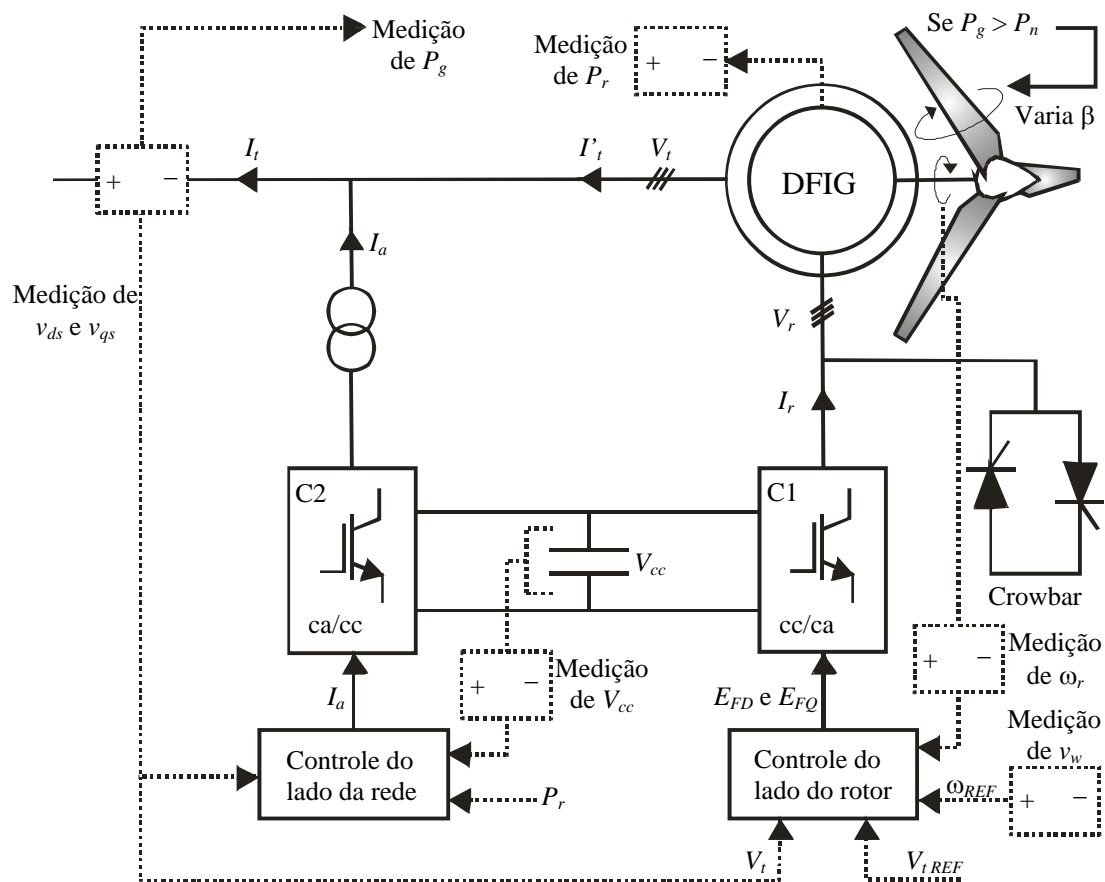 Medição
de Pg
Medição
de Pr
+ -
Se Pg > Pn
Varia β
+ -
It
I't
Vt
DFIG
Ia
Medição de
vds e vqs
Vr
Ir
C2
ca/cc
Vcc
C1
cc/ca
Crowbar
Ia
+ -
Medição
de Vcc
EFD e EFQ
+ -
Medição
de ωr
Medição
de vw
Controle do
lado da rede
Pr
Controle do
lado do rotor
ωREF
+ -
Vt
Vt REF